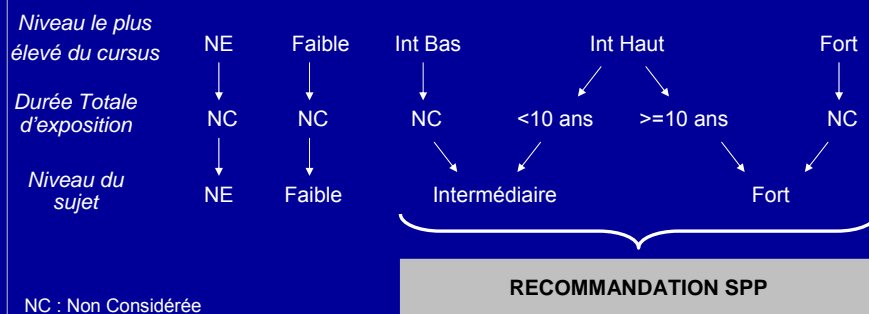 Niveau le plus
élevé du cursus
NE Faible Int Bas Int Haut Fort
Durée Totale
d'exposition
NC NC NC <10 ans >=10 ans NC
Niveau du
sujet
NE Faible Intermédiaire Fort
RECOMMANDATION SPP
NC : Non Considérée